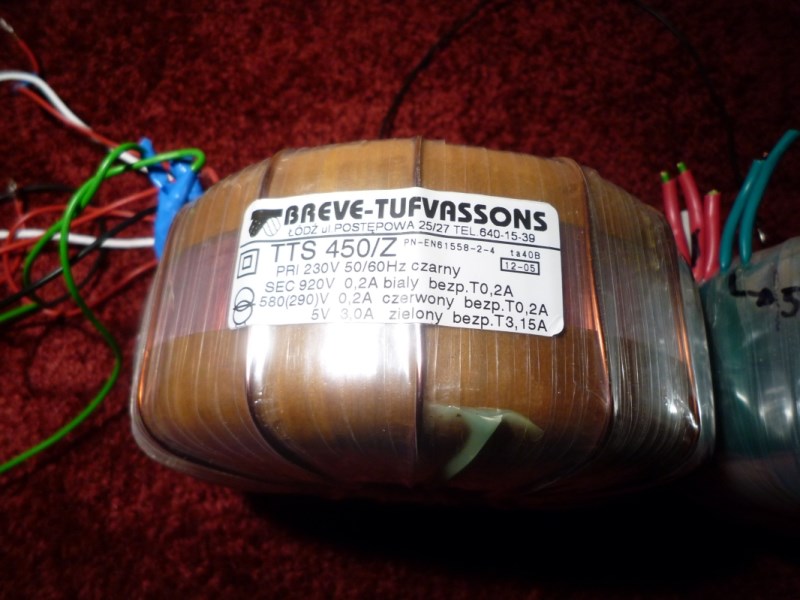 BREVE-TUFVASSONS
ŁÓDŹ ul.POSTĘPOWA 25/27 TEL 640-15-39
TTS 450/Z PN-EN61558-2-4 ta40B
PRI 230V 50/60Hz czarny 12-05
SEC 920V 0,2A biały bezp.T0,2A
580(290)V 0,2A czerwony bezp.T0,2A
5V 3,0A zielony bezp.T3,15A